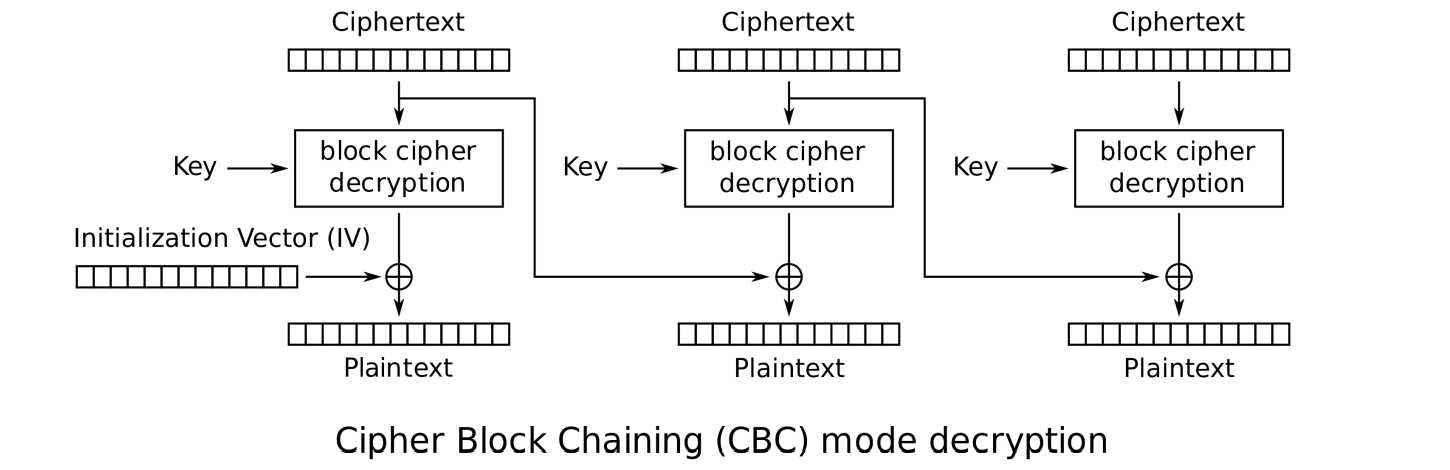 Ciphertext
Ciphertext
Ciphertext
Key
block cipher
decryption
Key
block cipher
decryption
Key
block cipher
decryption
Initialization Vector (IV)
Plaintext
Plaintext
Plaintext
Cipher Block Chaining (CBC) mode decryption